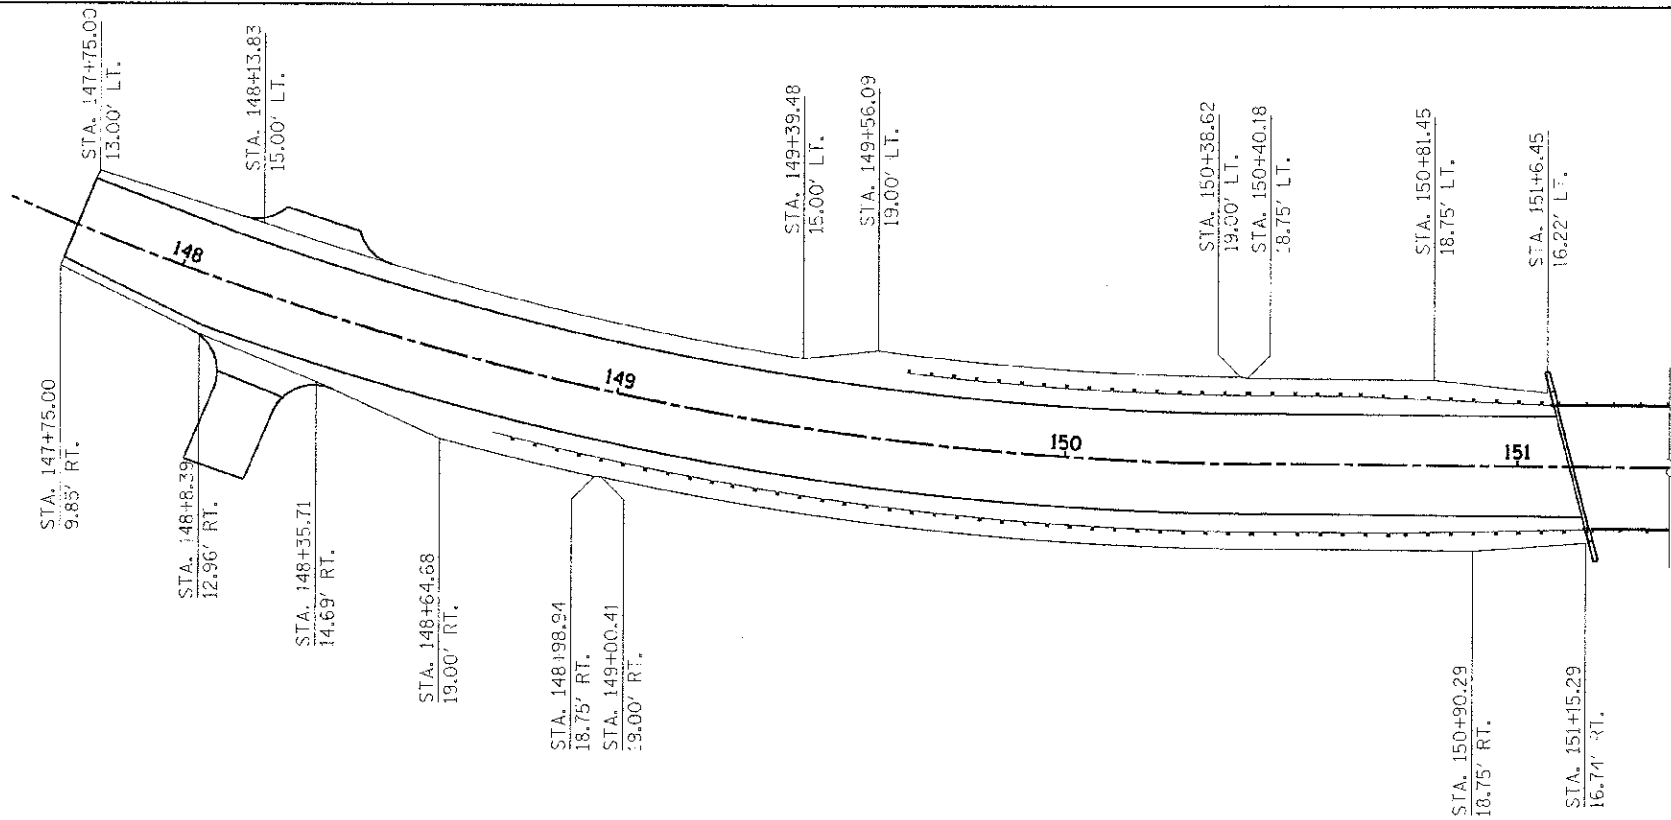 STA. 147+75.00
13.00' LT.
STA. 148+13.83
15.00' LT.
STA. 149+39.48
15.00' LT.
STA. 149+56.09
19.00' LT.
STA. 150+38.62
19.00' LT.
STA. 150+40.18
18.75' LT.
STA. 150+81.45
18.75' LT.
STA. 151+6.45
16.22' LT.
148
149
150
151
STA. 147+75.00
9.85' RT.
STA. 148+8.39
12.96' RT.
STA. 148+35.71
14.69' RT.
STA. 148+64.68
19.00' RT.
STA. 148+98.94
18.75' RT.
STA. 149+00.41
19.00' RT.
STA. 150+90.29
18.75' RT.
STA. 151+15.29
16.74' RT.